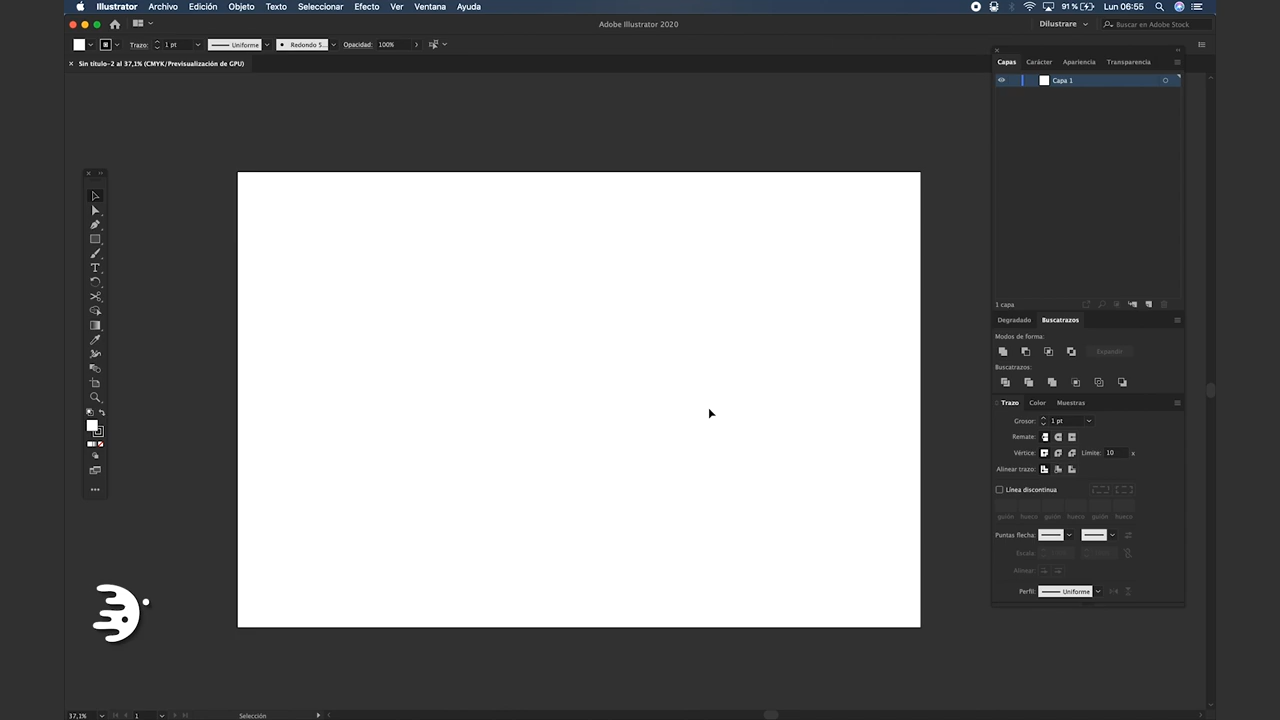 Illustrator Archivo Edición Objeto Texto Seleccionar Efecto Ver Ventana Ayuda 91 % Lun 06:55
Adobe Illustrator 2020 Dilustrare Buscar en Adobe Stock
Trazo: 1 pt Uniforme Redondo 5... Opacidad: 100%
Sin título-2 al 37,1% (CMYK/Previsualización de GPU)
Capas Carácter Apariencia Transparencia
Capa 1
1 capa
Degradado Buscatrazos
Modos de forma:
Expandir
Buscatrazos:
Trazo Color Muestras
Grosor: 1 pt
Remate:
Vértice: Límite: 10 x
Alinear trazo:
Línea discontinua
guión hueco guión hueco guión hueco
Puntas flecha:
Escala
Alinear:
Perfil: Uniforme
37,1% 1 Selección